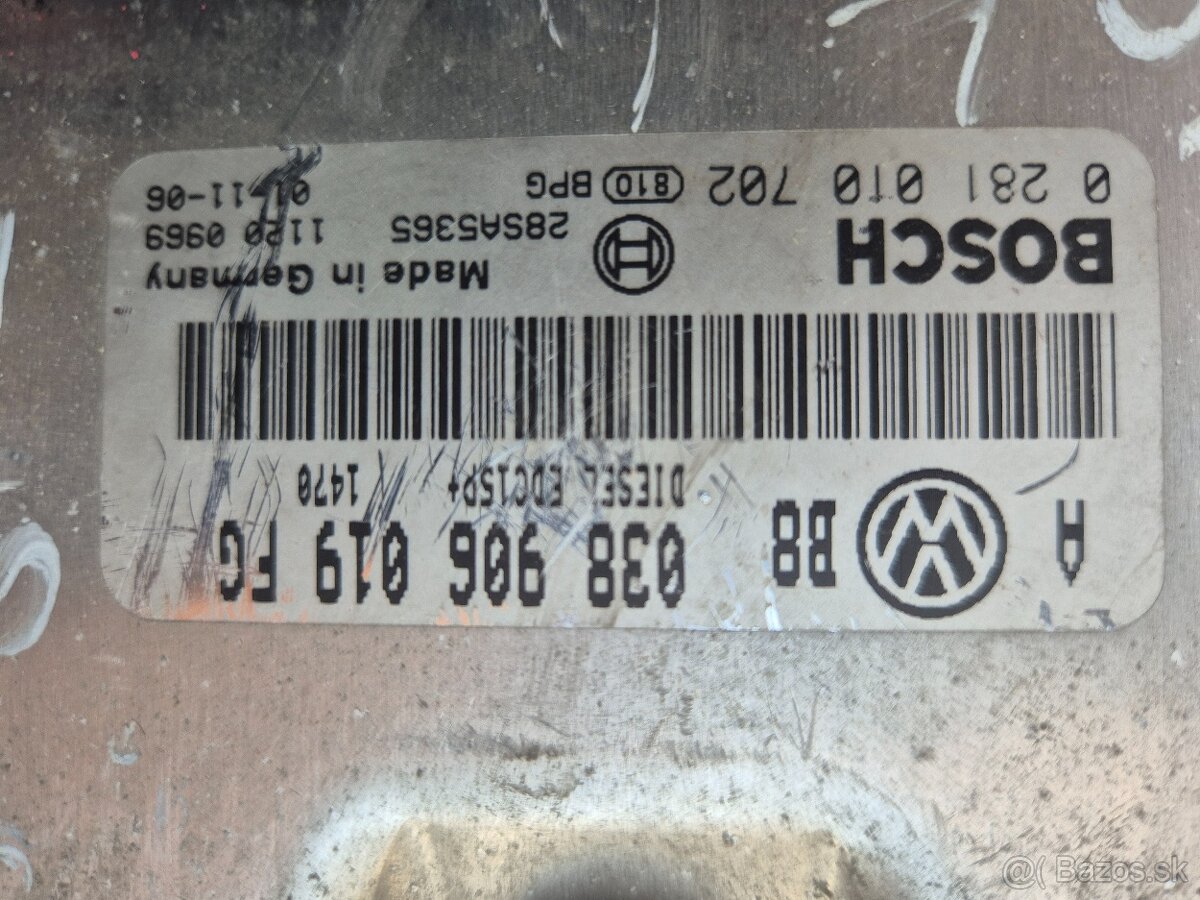 A B8 038 906 019 FG
DIESEL EDC15P+ 1470
BOSCH Made in Germany
28SA5365 1120 0969
0 281 010 702 810 BPG 01-11-06
@( Bazos.sk